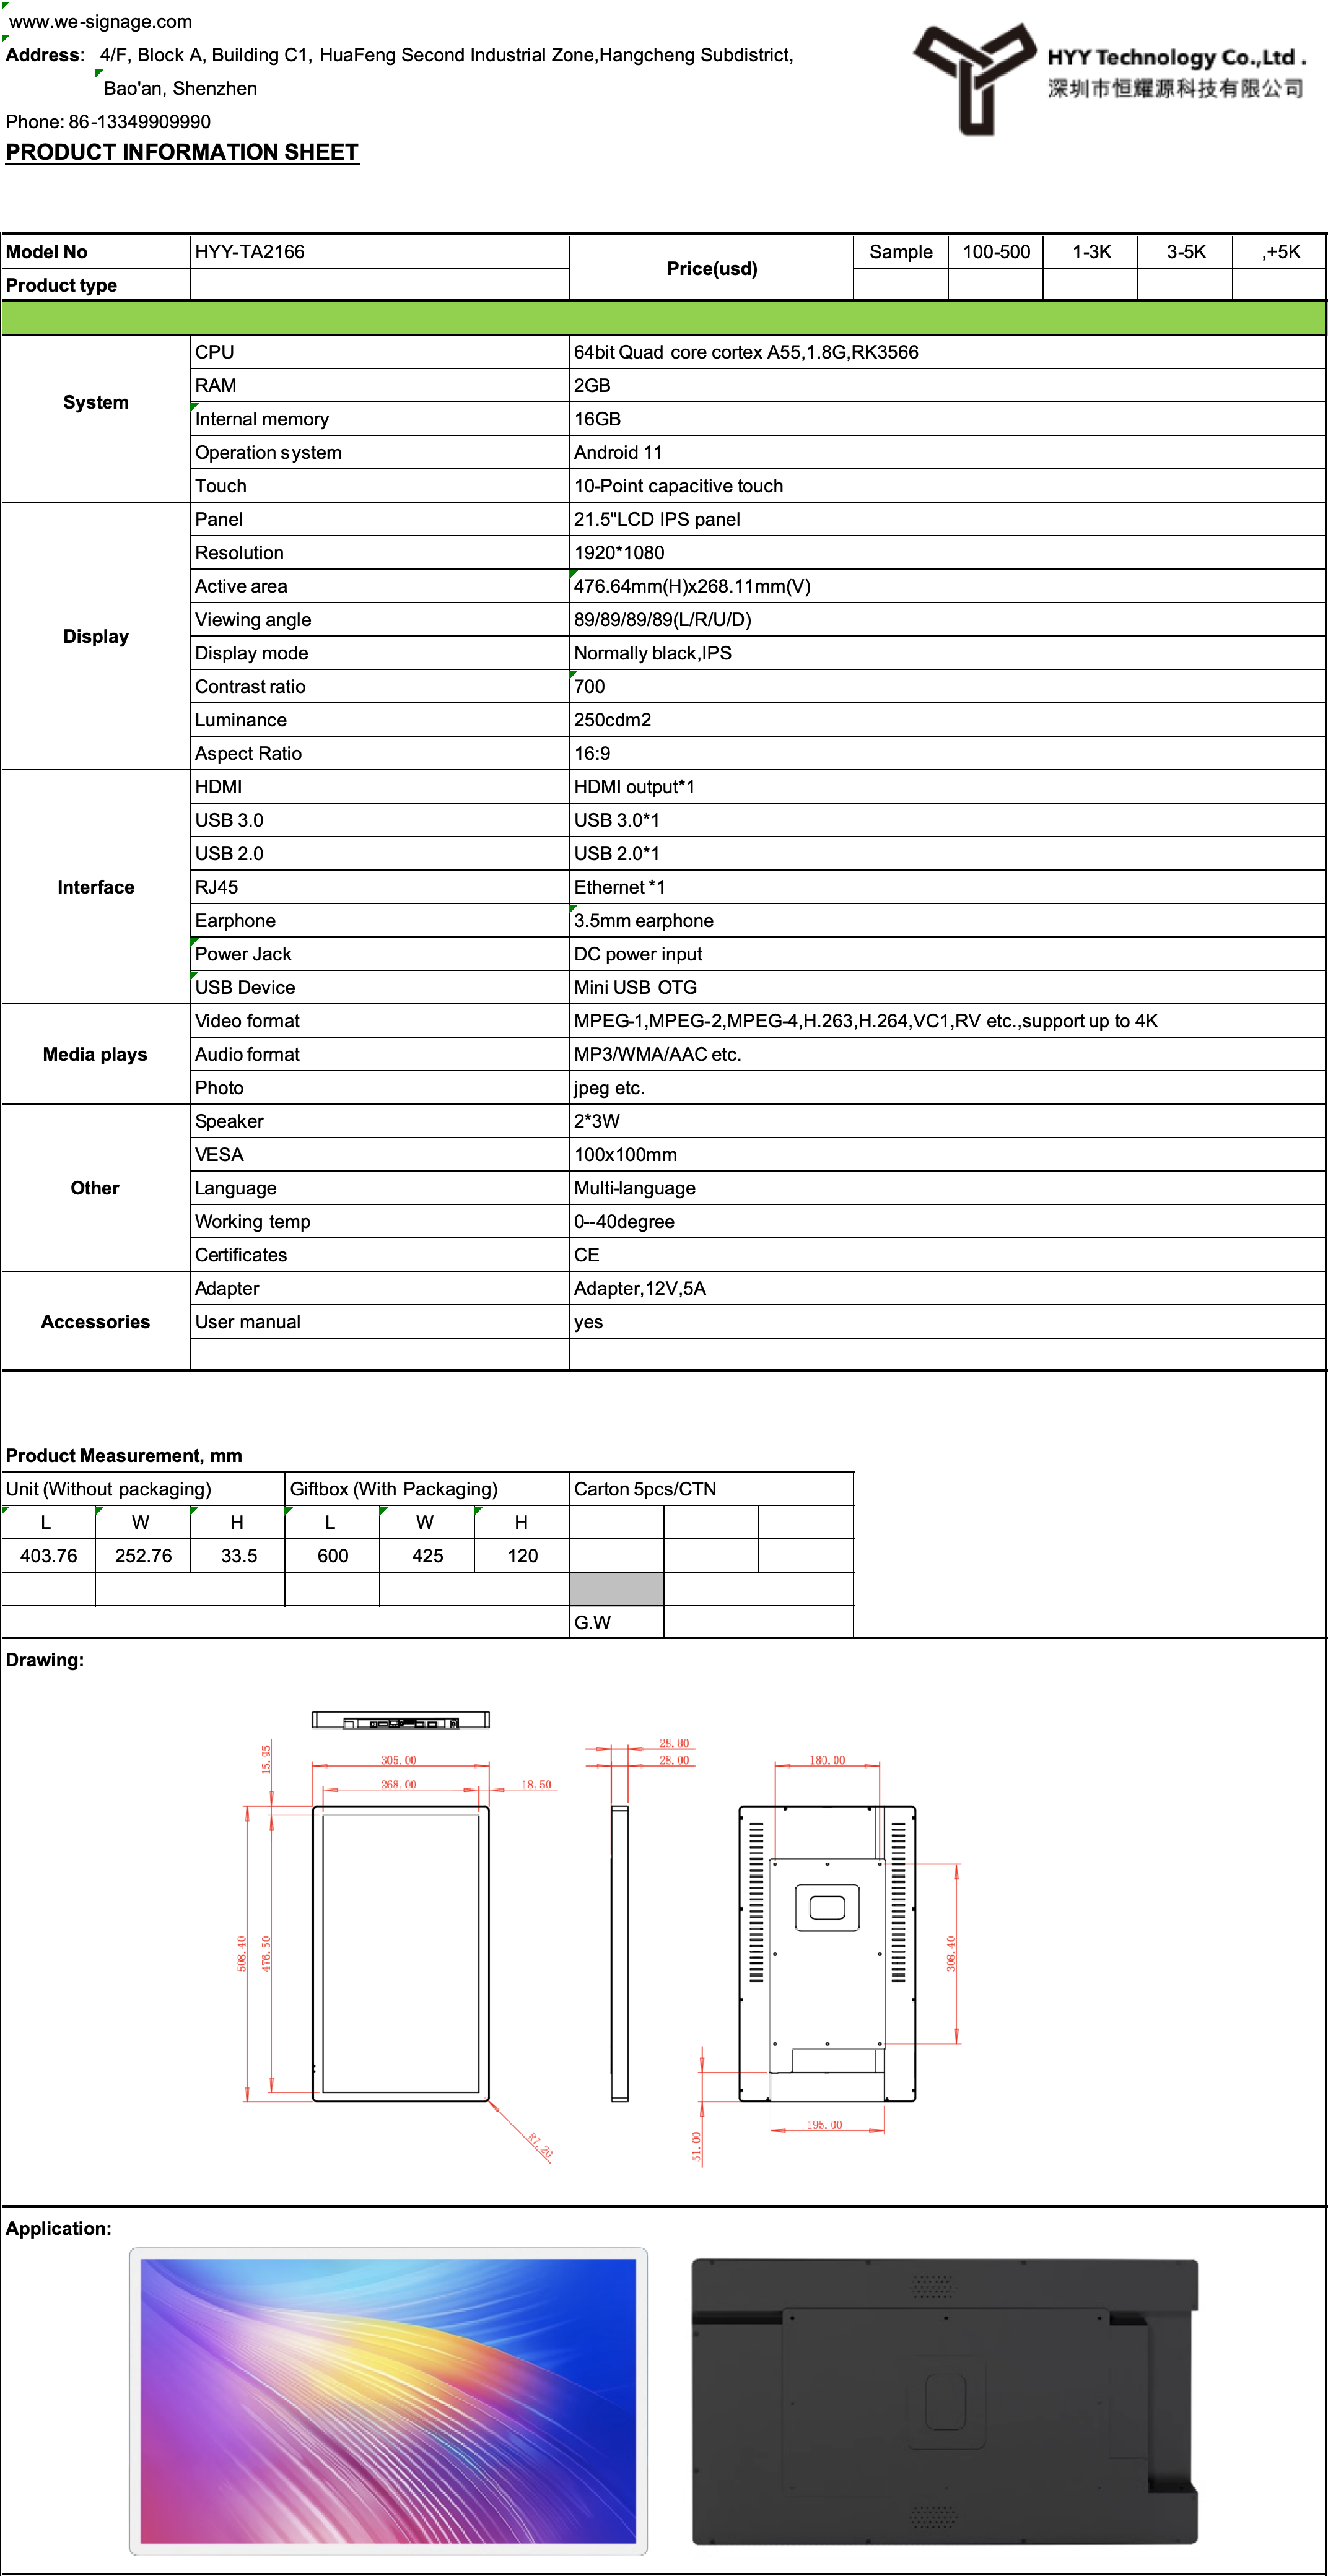 www.we-signage.com
Address: 4/F, Block A, Building C1, HuaFeng Second Industrial Zone,Hangcheng Subdistrict,
Bao'an, Shenzhen
Phone: 86-13349909990
HYY Technology Co.,Ltd .
深圳市恒耀源科技有限公司
PRODUCT INFORMATION SHEET
Model No HYY-TA2166 Price(usd) Sample 100-500 1-3K 3-5K ,+5K
Product type
System
CPU 64bit Quad core cortex A55,1.8G,RK3566
RAM 2GB
Internal memory 16GB
Operation system Android 11
Touch 10-Point capacitive touch
Display
Panel 21.5"LCD IPS panel
Resolution 1920*1080
Active area 476.64mm(H)x268.11mm(V)
Viewing angle 89/89/89/89(L/R/U/D)
Display mode Normally black,IPS
Contrast ratio 700
Luminance 250cdm2
Aspect Ratio 16:9
Interface
HDMI HDMI output*1
USB 3.0 USB 3.0*1
USB 2.0 USB 2.0*1
RJ45 Ethernet *1
Earphone 3.5mm earphone
Power Jack DC power input
USB Device Mini USB OTG
Media plays
Video format MPEG-1,MPEG-2,MPEG-4,H.263,H.264,VC1,RV etc.,support up to 4K
Audio format MP3/WMA/AAC etc.
Photo jpeg etc.
Other
Speaker 2*3W
VESA 100x100mm
Language Multi-language
Working temp 0--40degree
Certificates CE
Accessories
Adapter Adapter,12V,5A
User manual yes
Product Measurement, mm
Unit (Without packaging) Giftbox (With Packaging) Carton 5pcs/CTN
L W H L W H
403.76 252.76 33.5 600 425 120
G.W
Drawing:
15.95
305.00
268.00
18.50
508.40
476.50
R7.20
28.80
28.00
180.00
308.40
51.00
195.00
Application: